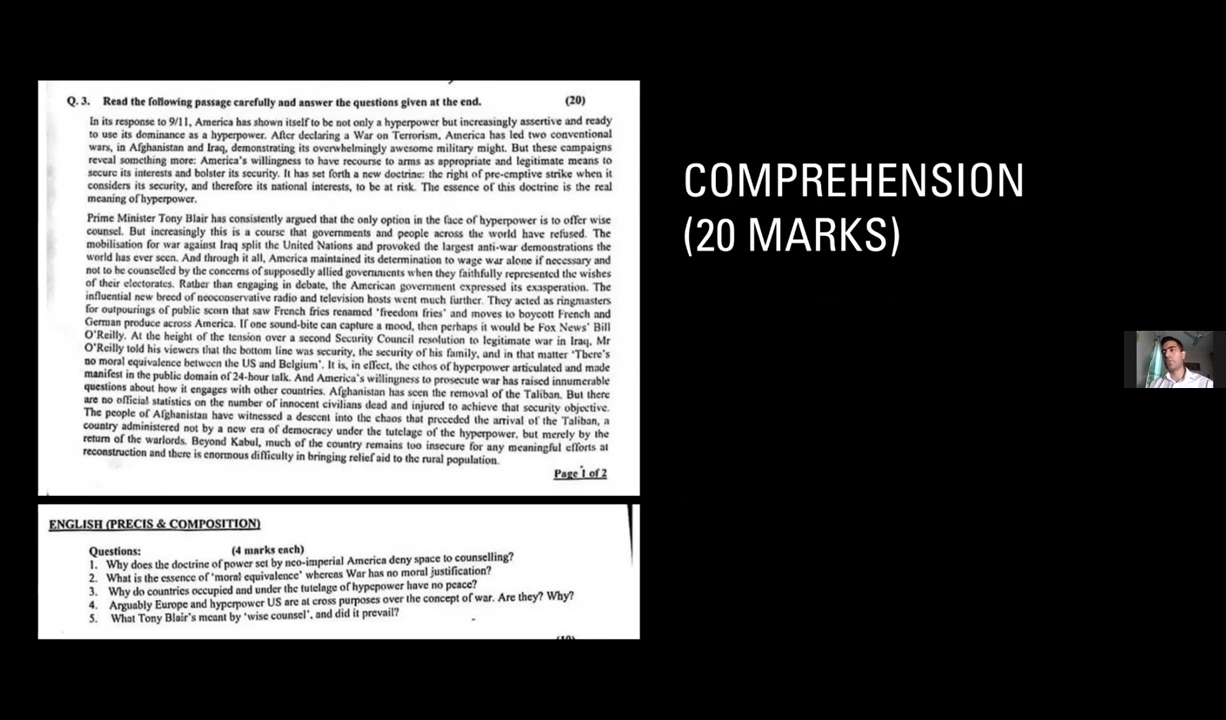 Q. 3. Read the following passage carefully and answer the questions given at the end. (20)
In its response to 9/11, America has shown itself to be not only a hyperpower but increasingly assertive and ready
to use its dominance as a hyperpower. After declaring a War on Terrorism, America has led two conventional
wars, in Afghanistan and Iraq, demonstrating its overwhelmingly awesome military might. But these campaigns
reveal something more: America's willingness to have recourse to arms as appropriate and legitimate means to
secure its interests and bolster its security. It has set forth a new doctrine: the right of pre-emptive strike when it
considers its security, and therefore its national interests, to be at risk. The essence of this doctrine is the real
meaning of hyperpower.
Prime Minister Tony Blair has consistently argued that the only option in the face of hyperpower is to offer wise
counsel. But increasingly this is a course that governments and people across the world have refused. The
mobilisation for war against Iraq split the United Nations and provoked the largest anti-war demonstrations the
world has ever seen. And through it all, America maintained its determination to wage war alone if necessary and
not to be counselled by the concerns of supposedly allied governments when they faithfully represented the wishes
of their electorates. Rather than engaging in debate, the American government expressed its exasperation. The
influential new breed of neoconservative radio and television hosts went much further. They acted as ringmasters
for outpourings of public scorn that saw French fries renamed 'freedom fries' and moves to boycott French and
German produce across America. If one sound-bite can capture a mood, then perhaps it would be Fox News' Bill
O'Reilly. At the height of the tension over a second Security Council resolution to legitimate war in Iraq, Mr
O'Reilly told his viewers that the bottom line was security, the security of his family, and in that matter 'There's
no moral equivalence between the US and Belgium'. It is, in effect, the ethos of hyperpower articulated and made
manifest in the public domain of 24-hour talk. And America's willingness to prosecute war has raised innumerable
questions about how it engages with other countries. Afghanistan has seen the removal of the Taliban. But there
are no official statistics on the number of innocent civilians dead and injured to achieve that security objective.
The people of Afghanistan have witnessed a descent into the chaos that preceded the arrival of the Taliban, a
country administered not by a new era of democracy under the tutelage of the hyperpower, but merely by the
return of the warlords. Beyond Kabul, much of the country remains too insecure for any meaningful efforts at
reconstruction and there is enormous difficulty in bringing relief aid to the rural population.
Page 1 of 2
ENGLISH (PRECIS & COMPOSITION)
Questions: (4 marks each)
1. Why does the doctrine of power set by neo-imperial America deny space to counselling?
2. What is the essence of 'moral equivalence' whereas War has no moral justification?
3. Why do countries occupied and under the tutelage of hypepower have no peace?
4. Arguably Europe and hyperpower US are at cross purposes over the concept of war. Are they? Why?
5. What Tony Blair's meant by 'wise counsel', and did it prevail?
COMPREHENSION
(20 MARKS)